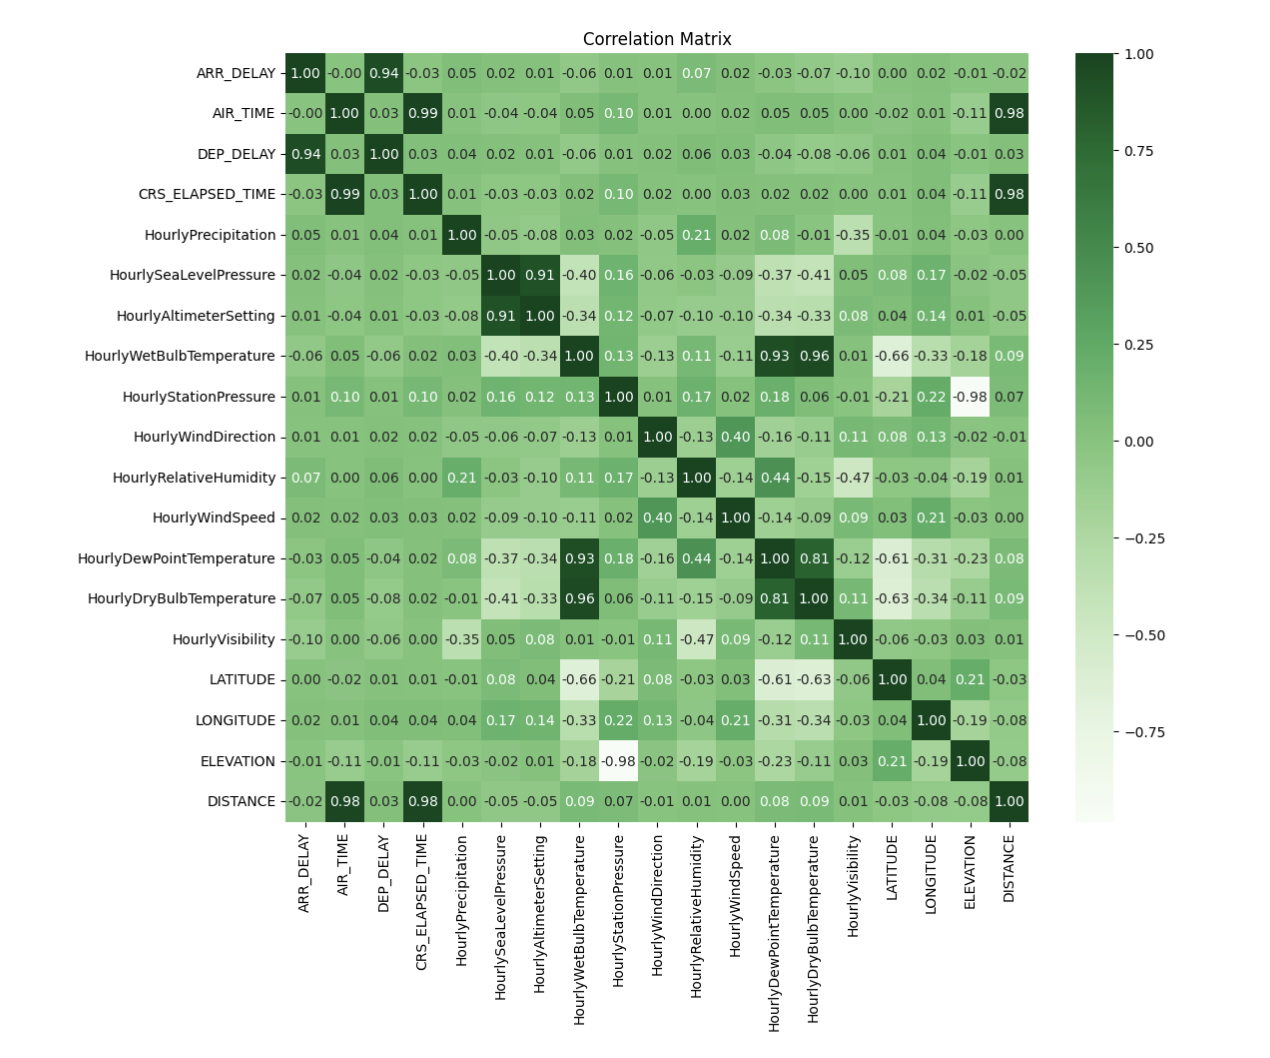 Correlation Matrix
ARR_DELAY 1.00 -0.00 0.94 -0.03 0.05 0.02 0.01 -0.06 0.01 0.01 0.07 0.02 -0.03 -0.07 -0.10 0.00 0.02 -0.01 -0.02
AIR_TIME -0.00 1.00 0.03 0.99 0.01 -0.04 -0.04 0.05 0.10 0.01 0.00 0.02 0.05 0.05 0.00 -0.02 0.01 -0.11 0.98
DEP_DELAY 0.94 0.03 1.00 0.03 0.04 0.02 0.01 -0.06 0.01 0.02 0.06 0.03 -0.04 -0.08 -0.06 0.01 0.04 -0.01 0.03
CRS_ELAPSED_TIME -0.03 0.99 0.03 1.00 0.01 -0.03 -0.03 0.02 0.10 0.02 0.00 0.03 0.02 0.02 0.00 0.01 0.04 -0.11 0.98
HourlyPrecipitation 0.05 0.01 0.04 0.01 1.00 -0.05 -0.08 0.03 0.02 -0.05 0.21 0.02 0.08 -0.01 -0.35 -0.01 0.04 -0.03 0.00
HourlySeaLevelPressure 0.02 -0.04 0.02 -0.03 -0.05 1.00 0.91 -0.40 0.16 -0.06 -0.03 -0.09 -0.37 -0.41 0.05 0.08 0.17 -0.02 -0.05
HourlyAltimeterSetting 0.01 -0.04 0.01 -0.03 -0.08 0.91 1.00 -0.34 0.12 -0.07 -0.10 -0.10 -0.34 -0.33 0.08 0.04 0.14 0.01 -0.05
HourlyWetBulbTemperature -0.06 0.05 -0.06 0.02 0.03 -0.40 -0.34 1.00 0.13 -0.13 0.11 -0.11 0.93 0.96 0.01 -0.66 -0.33 -0.18 0.09
HourlyStationPressure 0.01 0.10 0.01 0.10 0.02 0.16 0.12 0.13 1.00 0.01 0.17 0.02 0.18 0.06 -0.01 -0.21 0.22 -0.98 0.07
HourlyWindDirection 0.01 0.01 0.02 0.02 -0.05 -0.06 -0.07 -0.13 0.01 1.00 -0.13 0.40 -0.16 -0.11 0.11 0.08 0.13 -0.02 -0.01
HourlyRelativeHumidity 0.07 0.00 0.06 0.00 0.21 -0.03 -0.10 0.11 0.17 -0.13 1.00 -0.14 0.44 -0.15 -0.47 -0.03 -0.04 -0.19 0.01
HourlyWindSpeed 0.02 0.02 0.03 0.03 0.02 -0.09 -0.10 -0.11 0.02 0.40 -0.14 1.00 -0.14 -0.09 0.09 0.03 0.21 -0.03 0.00
HourlyDewPointTemperature -0.03 0.05 -0.04 0.02 0.08 -0.37 -0.34 0.93 0.18 -0.16 0.44 -0.14 1.00 0.81 -0.12 -0.61 -0.31 -0.23 0.08
HourlyDryBulbTemperature -0.07 0.05 -0.08 0.02 -0.01 -0.41 -0.33 0.96 0.06 -0.11 -0.15 -0.09 0.81 1.00 0.11 -0.63 -0.34 -0.11 0.09
HourlyVisibility -0.10 0.00 -0.06 0.00 -0.35 0.05 0.08 0.01 -0.01 0.11 -0.47 0.09 -0.12 0.11 1.00 -0.06 -0.03 0.03 0.01
LATITUDE 0.00 -0.02 0.01 0.01 -0.01 0.08 0.04 -0.66 -0.21 0.08 -0.03 0.03 -0.61 -0.63 -0.06 1.00 0.04 0.21 -0.03
LONGITUDE 0.02 0.01 0.04 0.04 0.04 0.17 0.14 -0.33 0.22 0.13 -0.04 0.21 -0.31 -0.34 -0.03 0.04 1.00 -0.19 -0.08
ELEVATION -0.01 -0.11 -0.01 -0.11 -0.03 -0.02 0.01 -0.18 -0.98 -0.02 -0.19 -0.03 -0.23 -0.11 0.03 0.21 -0.19 1.00 -0.08
DISTANCE -0.02 0.98 0.03 0.98 0.00 -0.05 -0.05 0.09 0.07 -0.01 0.01 0.00 0.08 0.09 0.01 -0.03 -0.08 -0.08 1.00
ARR_DELAY
AIR_TIME
DEP_DELAY
CRS_ELAPSED_TIME
HourlyPrecipitation
HourlySeaLevelPressure
HourlyAltimeterSetting
HourlyWetBulbTemperature
HourlyStationPressure
HourlyWindDirection
HourlyRelativeHumidity
HourlyWindSpeed
HourlyDewPointTemperature
HourlyDryBulbTemperature
HourlyVisibility
LATITUDE
LONGITUDE
ELEVATION
DISTANCE
1.00
0.75
0.50
0.25
0.00
−0.25
−0.50
−0.75